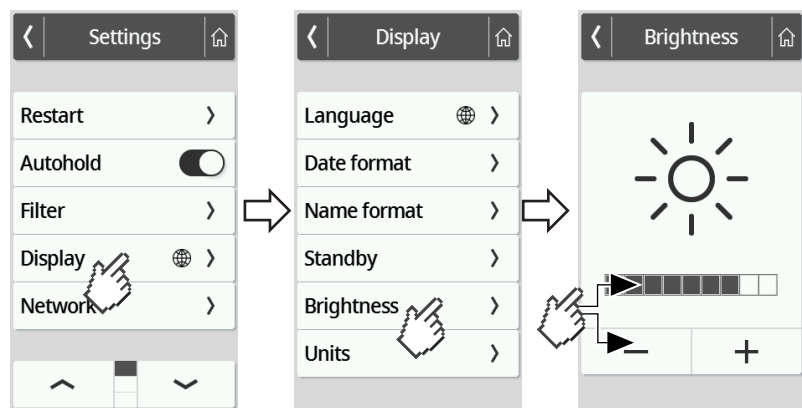 Settings
Restart
Autohold
Filter
Display
Network
Display
Language
Date format
Name format
Standby
Brightness
Units
Brightness